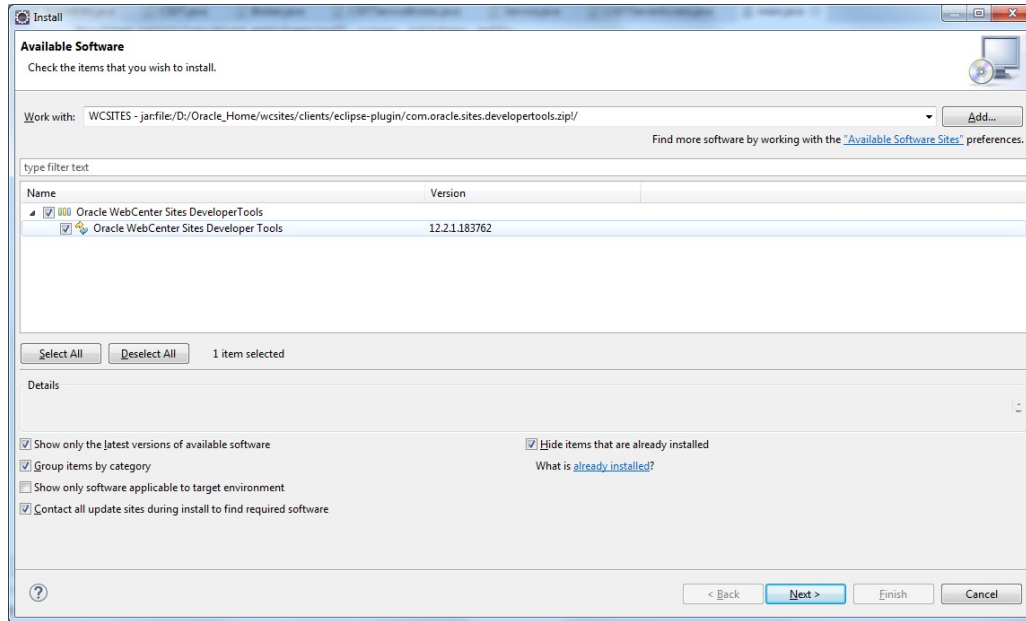 Install
Available Software
Check the items that you wish to install.
Work with: WCSITES - jar:file:/D:/Oracle_Home/wcsites/clients/eclipse-plugin/com.oracle.sites.developertools.zip!/ Add...
Find more software by working with the "Available Software Sites" preferences.
type filter text
Name Version
Oracle WebCenter Sites DeveloperTools
Oracle WebCenter Sites Developer Tools 12.2.1.183762
Select All Deselect All 1 item selected
Details
Show only the latest versions of available software Hide items that are already installed
Group items by category What is already installed?
Show only software applicable to target environment
Contact all update sites during install to find required software
? < Back Next > Finish Cancel